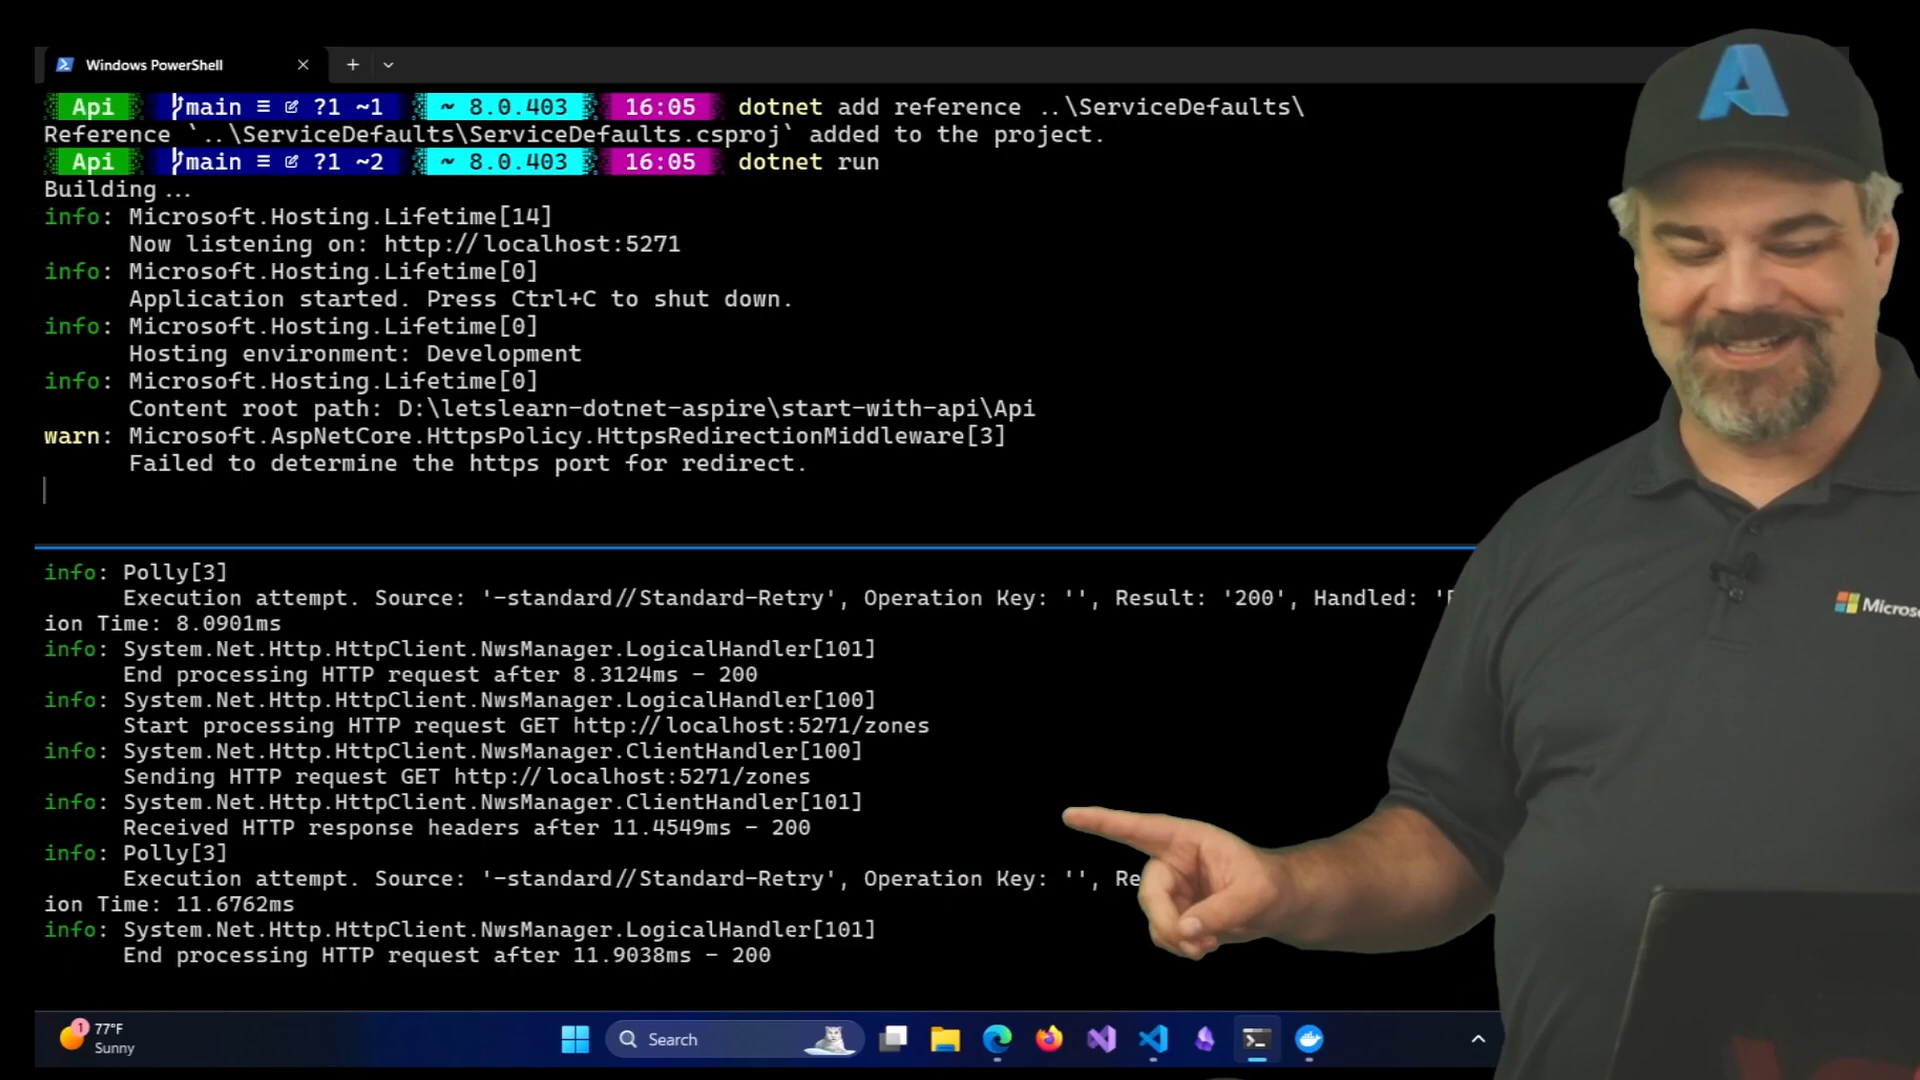 Windows PowerShell
Api main ≡ ?1 ~1 ~ 8.0.403 16:05 dotnet add reference ..\ServiceDefaults\
Reference `..\ServiceDefaults\ServiceDefaults.csproj` added to the project.
Api main ≡ ?1 ~2 ~ 8.0.403 16:05 dotnet run
Building...
info: Microsoft.Hosting.Lifetime[14]
Now listening on: http://localhost:5271
info: Microsoft.Hosting.Lifetime[0]
Application started. Press Ctrl+C to shut down.
info: Microsoft.Hosting.Lifetime[0]
Hosting environment: Development
info: Microsoft.Hosting.Lifetime[0]
Content root path: D:\letslearn-dotnet-aspire\start-with-api\Api
warn: Microsoft.AspNetCore.HttpsPolicy.HttpsRedirectionMiddleware[3]
Failed to determine the https port for redirect.
info: Polly[3]
Execution attempt. Source: '-standard//Standard-Retry', Operation Key: '', Result: '200', Handled: '
ion Time: 8.0901ms
info: System.Net.Http.HttpClient.NwsManager.LogicalHandler[101]
End processing HTTP request after 8.3124ms - 200
info: System.Net.Http.HttpClient.NwsManager.LogicalHandler[100]
Start processing HTTP request GET http://localhost:5271/zones
info: System.Net.Http.HttpClient.NwsManager.ClientHandler[100]
Sending HTTP request GET http://localhost:5271/zones
info: System.Net.Http.HttpClient.NwsManager.ClientHandler[101]
Received HTTP response headers after 11.4549ms - 200
info: Polly[3]
Execution attempt. Source: '-standard//Standard-Retry', Operation Key: '', Re
ion Time: 11.6762ms
info: System.Net.Http.HttpClient.NwsManager.LogicalHandler[101]
End processing HTTP request after 11.9038ms - 200
Micros
1
77°F
Sunny
Search